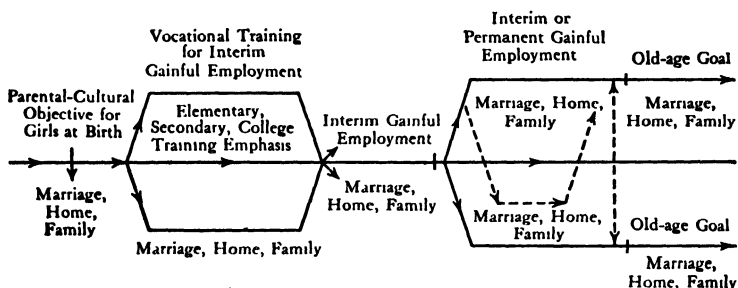 Parental-Cultural
Objective for
Girls at Birth
Marriage,
Home,
Family
Vocational Training
for Interim
Gainful Employment
Elementary,
Secondary, College
Training Emphasis
Marriage, Home, Family
Interim Gainful
Employment
Marriage,
Home, Family
Interim or
Permanent Gainful
Employment
Marriage, Home,
Family
Marriage, Home,
Family
Old-age Goal
Marriage,
Home, Family
Old-age Goal
Marriage,
Home, Family